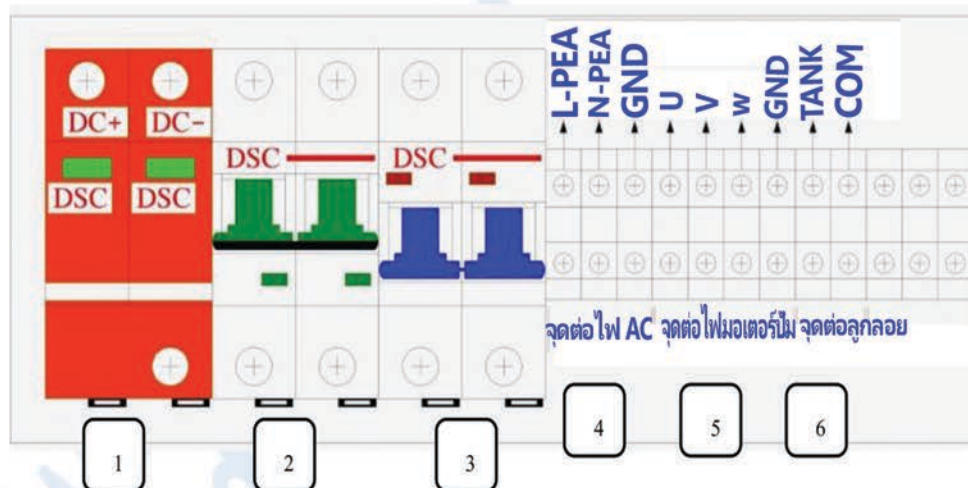 L-PEA
N-PEA
GND
U
V
W
GND
TANK
COM
DC+ DC-
DSC DSC
DSC DSC
จุดต่อไฟ AC จุดต่อไฟมอเตอร์ปั๊ม จุดต่อลูกลอย
1 2 3 4 5 6